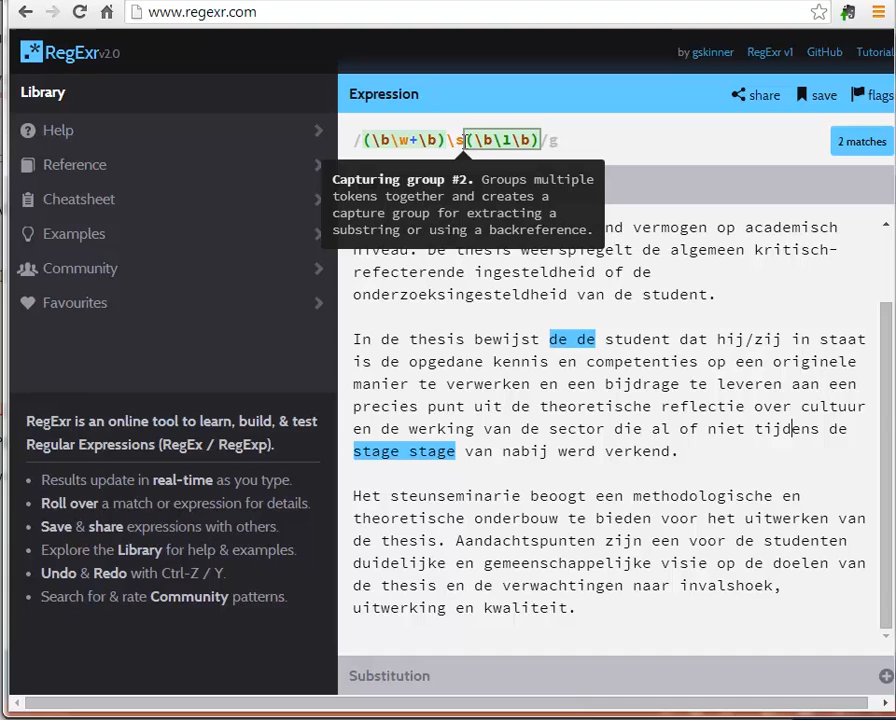 www.regexr.com
RegExr v2.0
by gskinner RegExr v1 GitHub Tutorial
Library
Expression
share save flags
Help
Reference
Cheatsheet
Examples
Community
Favourites
/(\b\w+\b)\s(\b\1\b)/g
2 matches
Capturing group #2. Groups multiple
tokens together and creates a
capture group for extracting a
substring or using a backreference.
nd vermogen op academisch
niveau. De thesis weerspiegelt de algemeen kritisch-
refecterende ingesteldheid of de
onderzoeksingesteldheid van de student.
In de thesis bewijst de de student dat hij/zij in staat
is de opgedane kennis en competenties op een originele
manier te verwerken en een bijdrage te leveren aan een
precies punt uit de theoretische reflectie over cultuur
en de werking van de sector die al of niet tijdens de
stage stage van nabij werd verkend.
Het steunseminarie beoogt een methodologische en
theoretische onderbouw te bieden voor het uitwerken van
de thesis. Aandachtspunten zijn een voor de studenten
duidelijke en gemeenschappelijke visie op de doelen van
de thesis en de verwachtingen naar invalshoek,
uitwerking en kwaliteit.
RegExr is an online tool to learn, build, & test
Regular Expressions (RegEx / RegExp).
Results update in real-time as you type.
Roll over a match or expression for details.
Save & share expressions with others.
Explore the Library for help & examples.
Undo & Redo with Ctrl-Z / Y.
Search for & rate Community patterns.
Substitution